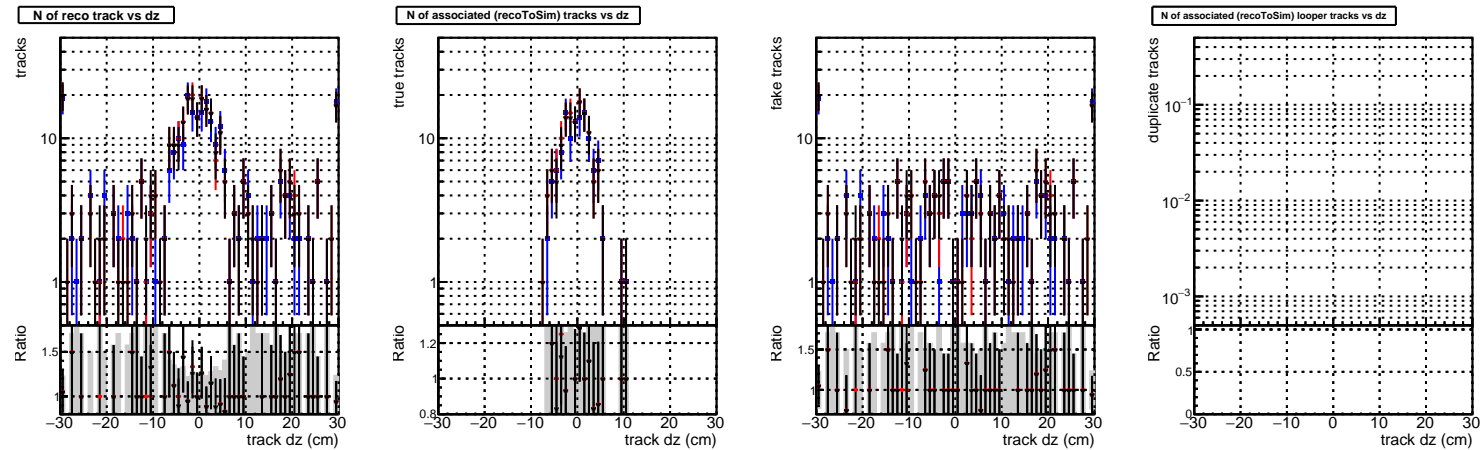 N of reco track vs dz
tracks
10
1
Ratio
1.5
1
−30 −20 −10 0 10 20 30
track dz (cm)
N of associated (recoToSim) tracks vs dz
true tracks
10
1
Ratio
1.2
1
0.8
−30 −20 −10 0 10 20 30
track dz (cm)
fake tracks
10
1
Ratio
1.5
1
−30 −20 −10 0 10 20 30
track dz (cm)
N of associated (recoToSim) looper tracks vs dz
duplicate tracks
10⁻¹
10⁻²
10⁻³
Ratio
1
0.5
0
−30 −20 −10 0 10 20 30
track dz (cm)